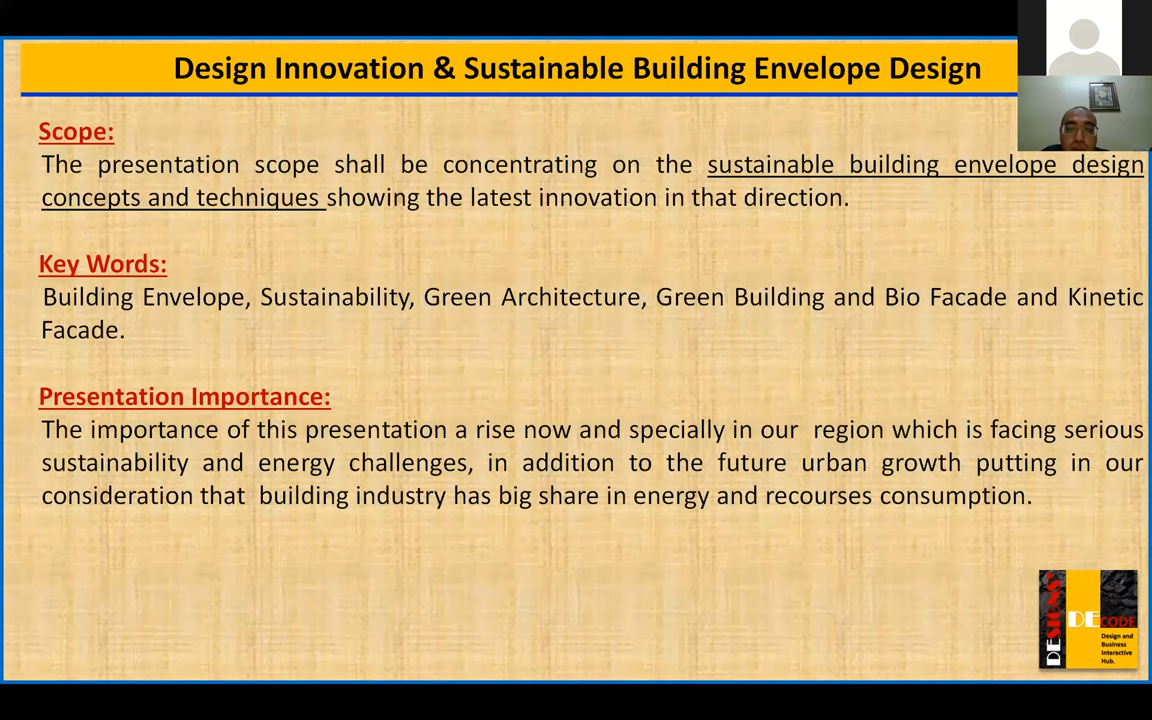 Design Innovation & Sustainable Building Envelope Design
Scope:
The presentation scope shall be concentrating on the sustainable building envelope design
concepts and techniques showing the latest innovation in that direction.
Key Words:
Building Envelope, Sustainability, Green Architecture, Green Building and Bio Facade and Kinetic
Facade.
Presentation Importance:
The importance of this presentation a rise now and specially in our region which is facing serious
sustainability and energy challenges, in addition to the future urban growth putting in our
consideration that building industry has big share in energy and recourses consumption.
DESIGNS
DECODE
Design and
Business
Interactive
Hub.